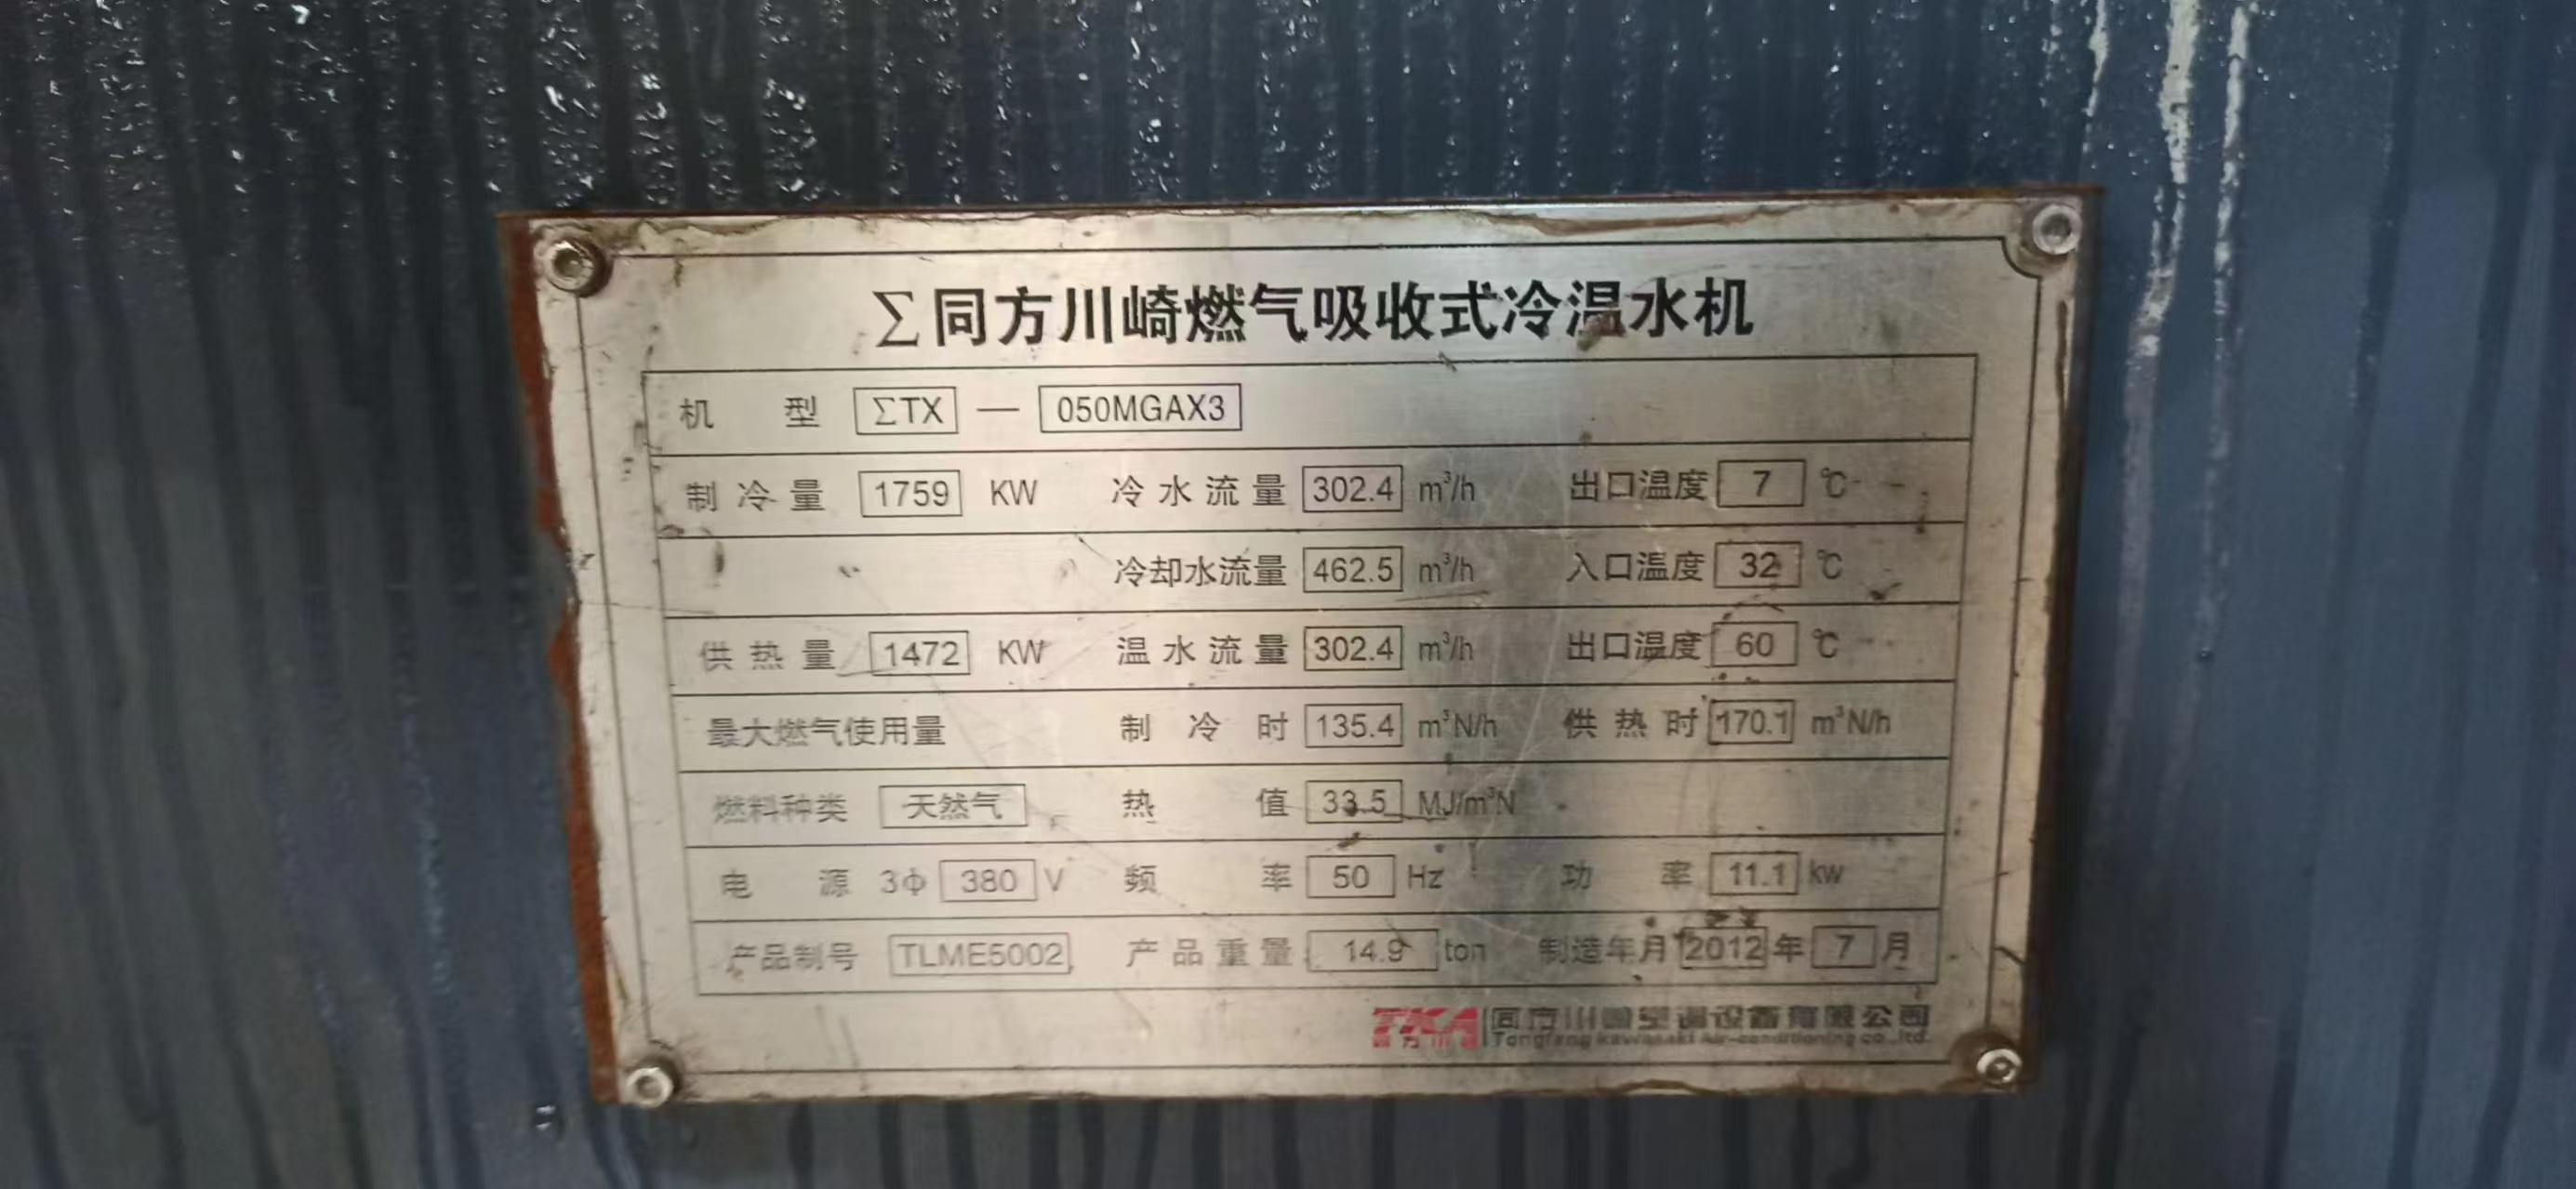 ∑同方川崎燃气吸收式冷温水机
机型 ∑TX — 050MGAX3
制冷量 1759 KW 冷水流量 302.4 m³/h 出口温度 7 ℃
冷却水流量 462.5 m³/h 入口温度 32 ℃
供热量 1472 KW 温水流量 302.4 m³/h 出口温度 60 ℃
最大燃气使用量 制冷时 135.4 m³N/h 供热时 170.1 m³N/h
燃料种类 天然气 热值 33.5 MJ/m³N
电源 3φ 380 V 频率 50 Hz 功率 11.1 kw
产品制号 TLME5002 产品重量 14.9 ton 制造年月 2012 年 7 月
TKA 同方川崎空调设备有限公司
Tongfang Kawasaki Air-conditioning co.,ltd.